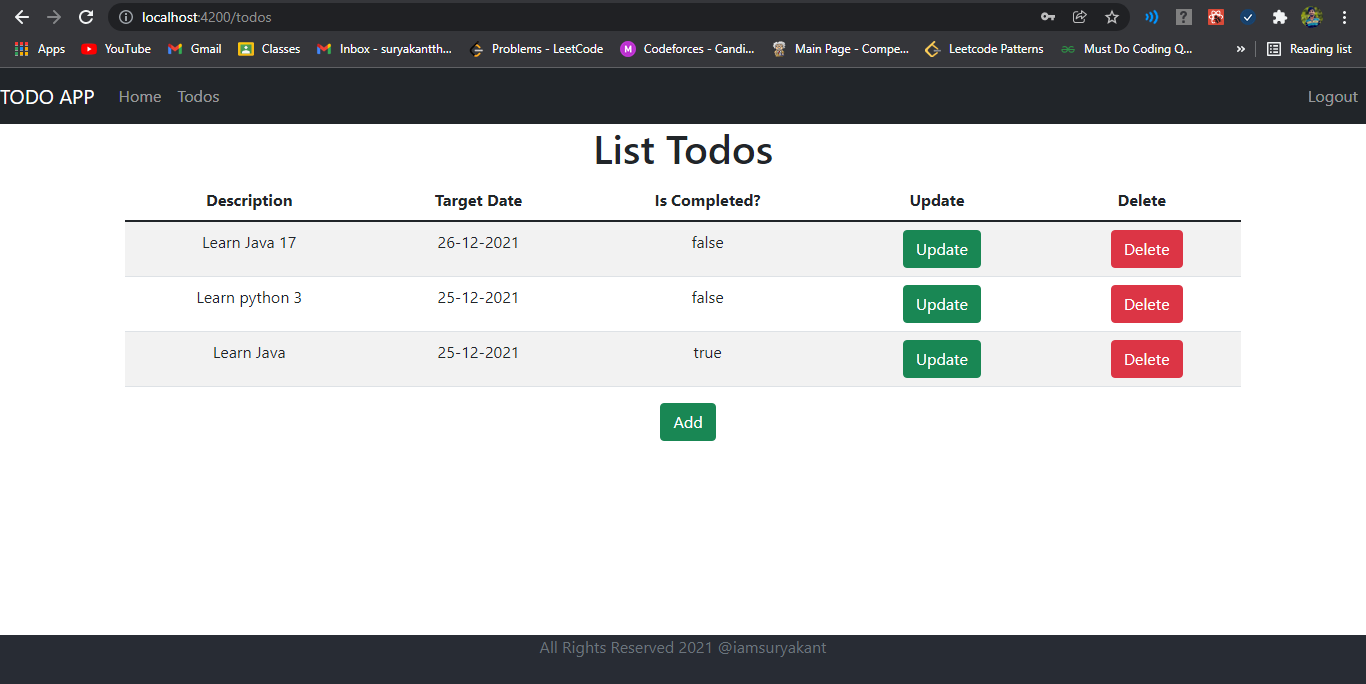 localhost:4200/todos
Apps YouTube Gmail Classes Inbox - suryakantth... Problems - LeetCode M Codeforces - Candi... Main Page - Compe... Leetcode Patterns Must Do Coding Q... » Reading list
TODO APP Home Todos Logout
List Todos
Description Target Date Is Completed? Update Delete
Learn Java 17 26-12-2021 false Update Delete
Learn python 3 25-12-2021 false Update Delete
Learn Java 25-12-2021 true Update Delete
Add
All Rights Reserved 2021 @iamsuryakant